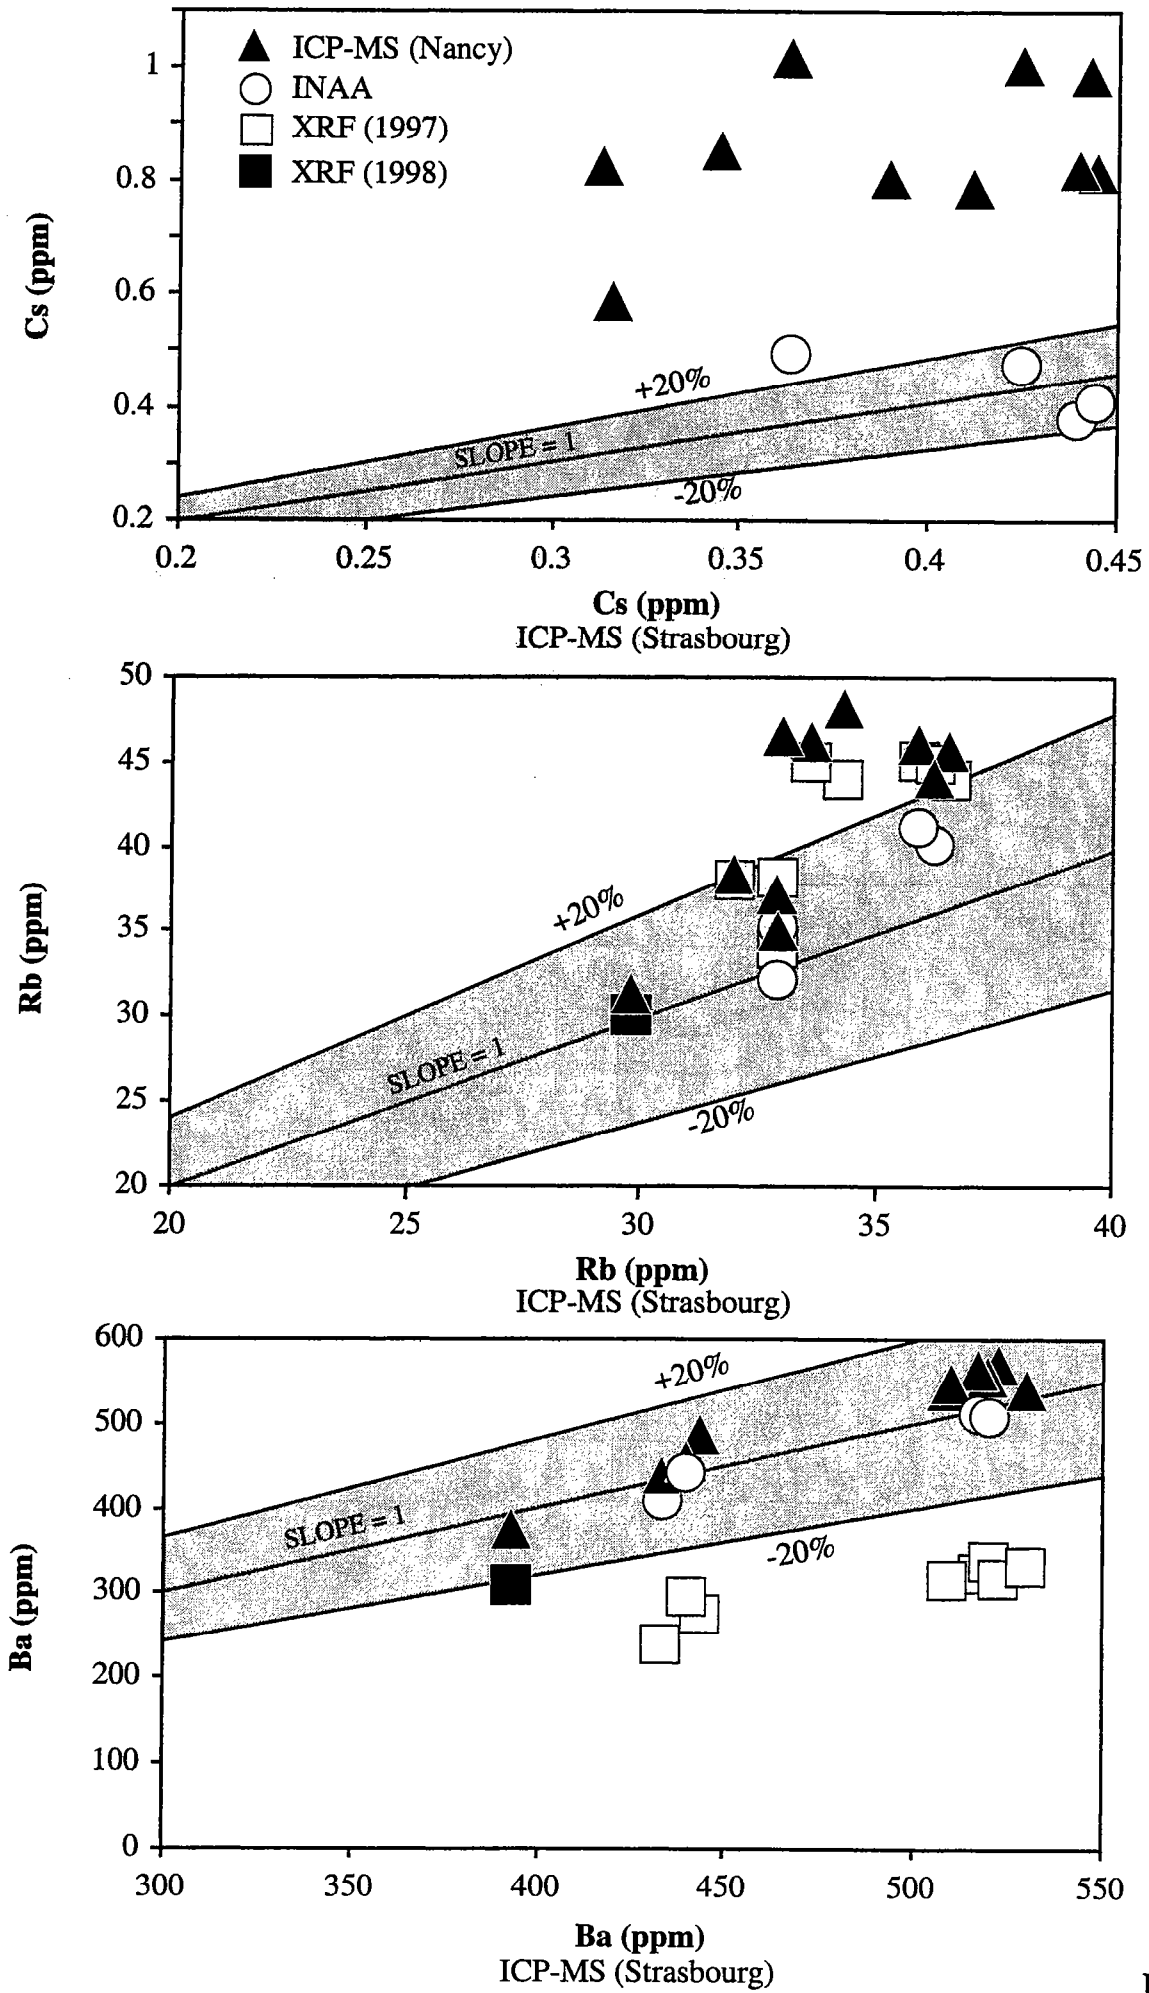 ICP-MS (Nancy)
INAA
XRF (1997)
XRF (1998)
1
0.8
0.6
0.4
0.2
Cs (ppm)
+20%
SLOPE = 1
-20%
0.2 0.25 0.3 0.35 0.4 0.45
Cs (ppm)
ICP-MS (Strasbourg)
50
45
40
35
30
25
20
Rb (ppm)
+20%
SLOPE = 1
-20%
20 25 30 35 40
Rb (ppm)
ICP-MS (Strasbourg)
600
500
400
300
200
100
0
Ba (ppm)
+20%
SLOPE = 1
-20%
300 350 400 450 500 550
Ba (ppm)
ICP-MS (Strasbourg)